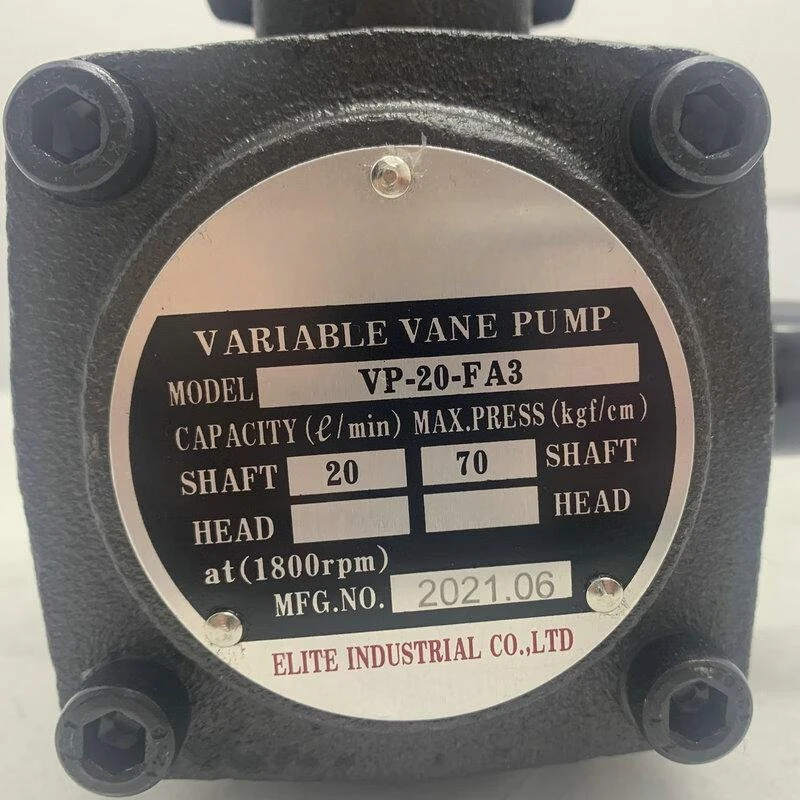 VARIABLE VANE PUMP
MODEL VP-20-FA3
CAPACITY (ℓ/min) MAX.PRESS (kgf/cm)
SHAFT 20 70 SHAFT
HEAD HEAD
at (1800rpm)
MFG.NO. 2021.06
ELITE INDUSTRIAL CO.,LTD